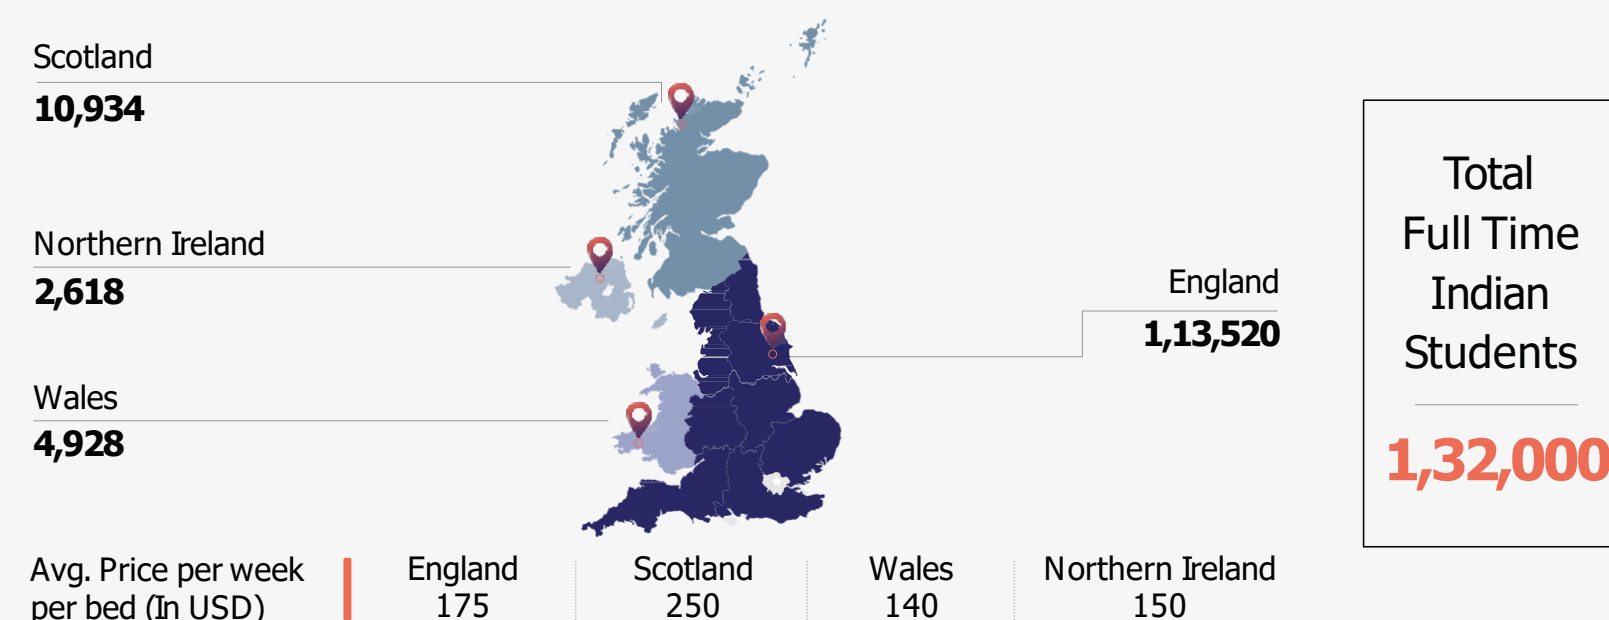 Scotland
10,934
Northern Ireland
2,618
England
1,13,520
Wales
4,928
Total
Full Time
Indian
Students
1,32,000
Avg. Price per week
per bed (In USD)
England
175
Scotland
250
Wales
140
Northern Ireland
150